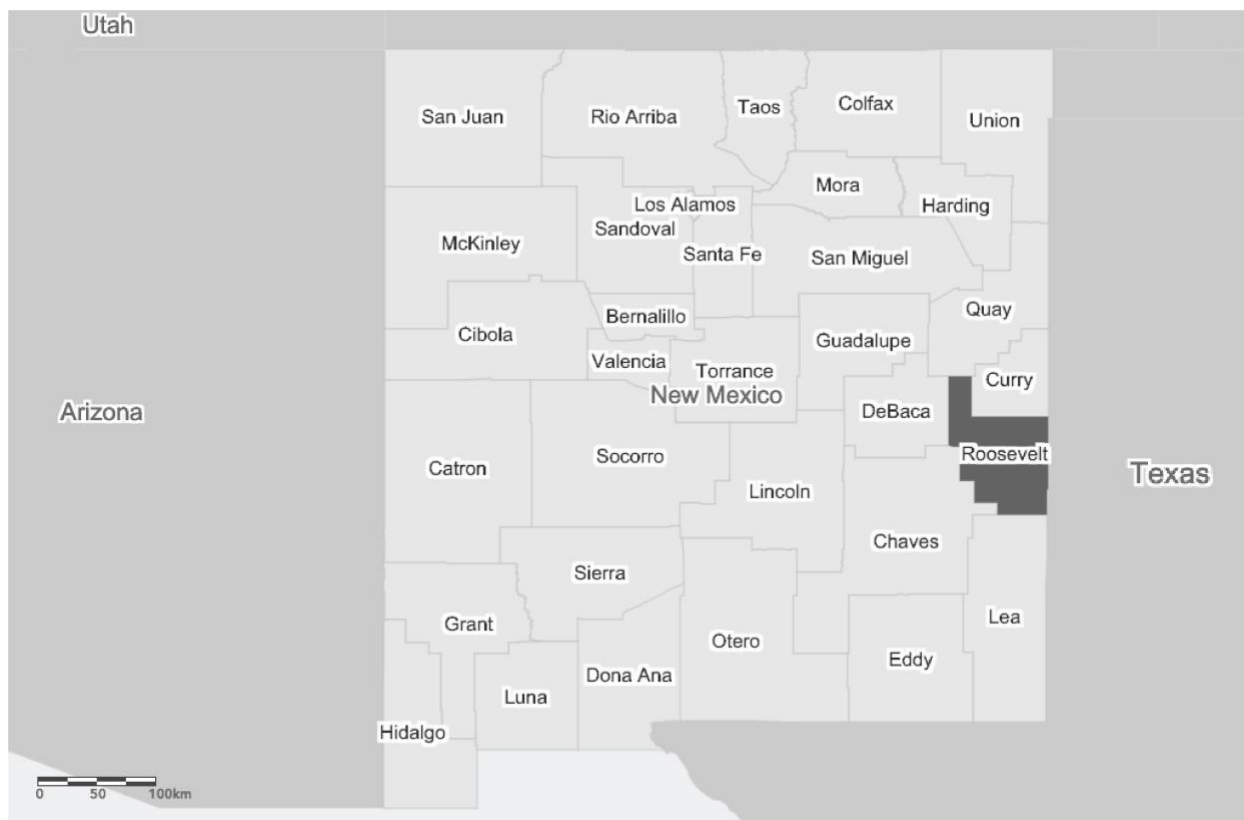 Utah
San Juan
Rio Arriba
Taos
Colfax
Union
Mora
Harding
Los Alamos
Sandoval
McKinley
Santa Fe
San Miguel
Quay
Bernalillo
Cibola
Guadalupe
Valencia
Torrance
Curry
New Mexico
DeBaca
Arizona
Roosevelt
Socorro
Catron
Texas
Lincoln
Chaves
Sierra
Lea
Grant
Otero
Eddy
Dona Ana
Luna
Hidalgo
0 50 100km